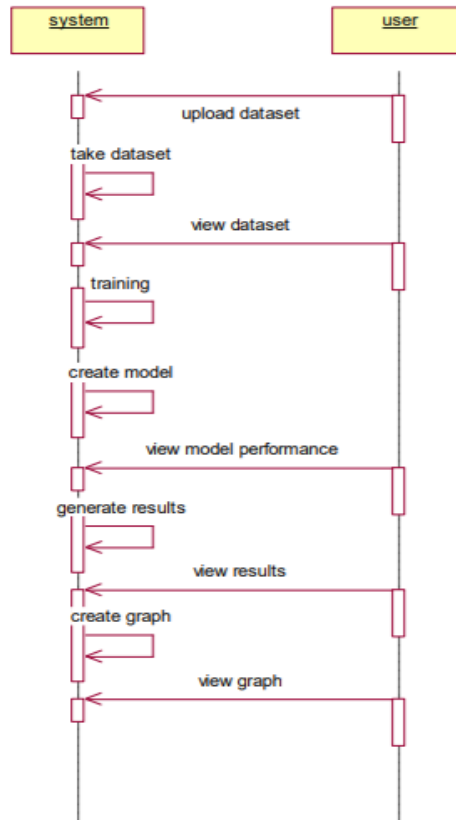 system
user
upload dataset
take dataset
view dataset
training
create model
view model performance
generate results
view results
create graph
view graph